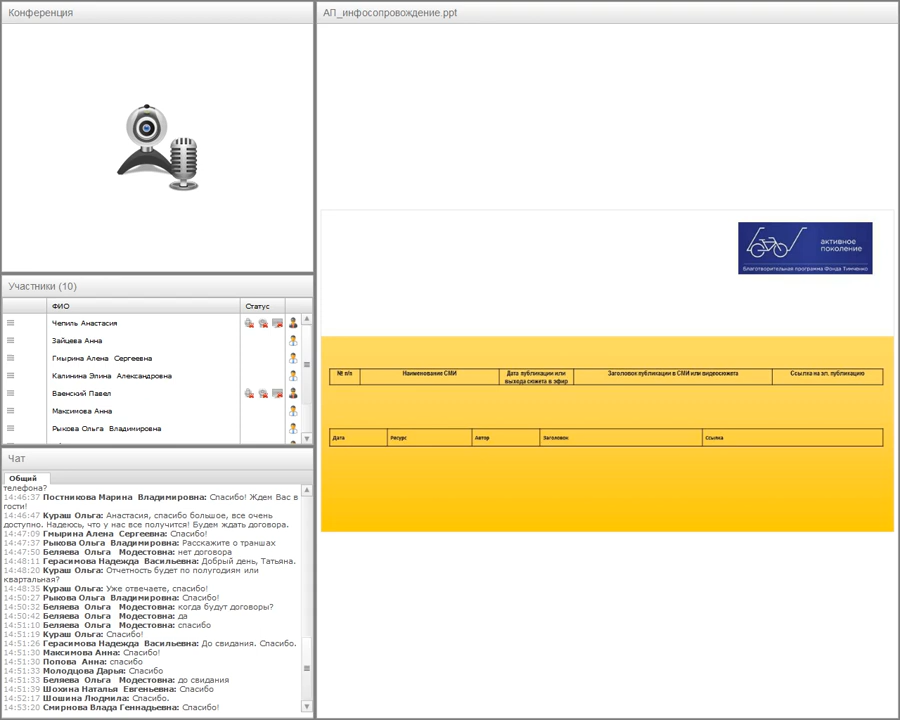 Конференция
Участники (10)
ФИО Статус
Чепиль Анастасия
Зайцева Анна
Гмырина Алена Сергеевна
Калинина Элина Александровна
Ваенский Павел
Максимова Анна
Рыкова Ольга Владимировна
Чат
Общий
телефона?
14:46:37 Постникова Марина Владимировна: Спасибо! Ждем Вас в
гости!
14:46:47 Кураш Ольга: Анастасия, спасибо большое, все очень
доступно. Надеюсь, что у нас все получится! Будем ждать договора.
14:47:09 Гмырина Алена Сергеевна: Спасибо!
14:47:37 Рыкова Ольга Владимировна: Расскажите о траншах
14:47:50 Беляева Ольга Модестовна: нет договора
14:48:11 Герасимова Надежда Васильевна: Добрый день, Татьяна.
14:48:20 Кураш Ольга: Отчетность будет по полугодиям или
квартальная?
14:48:35 Кураш Ольга: Уже отвечаете, спасибо!
14:50:27 Рыкова Ольга Владимировна: Спасибо!
14:50:32 Беляева Ольга Модестовна: когда будут договоры?
14:50:42 Беляева Ольга Модестовна: да
14:51:10 Беляева Ольга Модестовна: спасибо
14:51:19 Кураш Ольга: Спасибо!
14:51:26 Герасимова Надежда Васильевна: До свидания. Спасибо.
14:51:30 Максимова Анна: Спасибо!
14:51:30 Попова Анна: спасибо
14:51:33 Молодцова Дарья: Спасибо
14:51:33 Беляева Ольга Модестовна: до свидания
14:51:39 Шохина Наталья Евгеньевна: Спасибо
14:52:17 Шошина Людмила: Спасибо.
14:53:20 Смирнова Влада Геннадьевна: Спасибо!
АП_инфосопровождение.ppt
активное
поколение
Благотворительная программа Фонда Тимченко
№ п/п Наименование СМИ Дата публикации или Заголовок публикации в СМИ или видеосюжета Ссылка на эл. публикацию
выхода сюжета в эфир
Дата Ресурс Автор Заголовок Ссылка